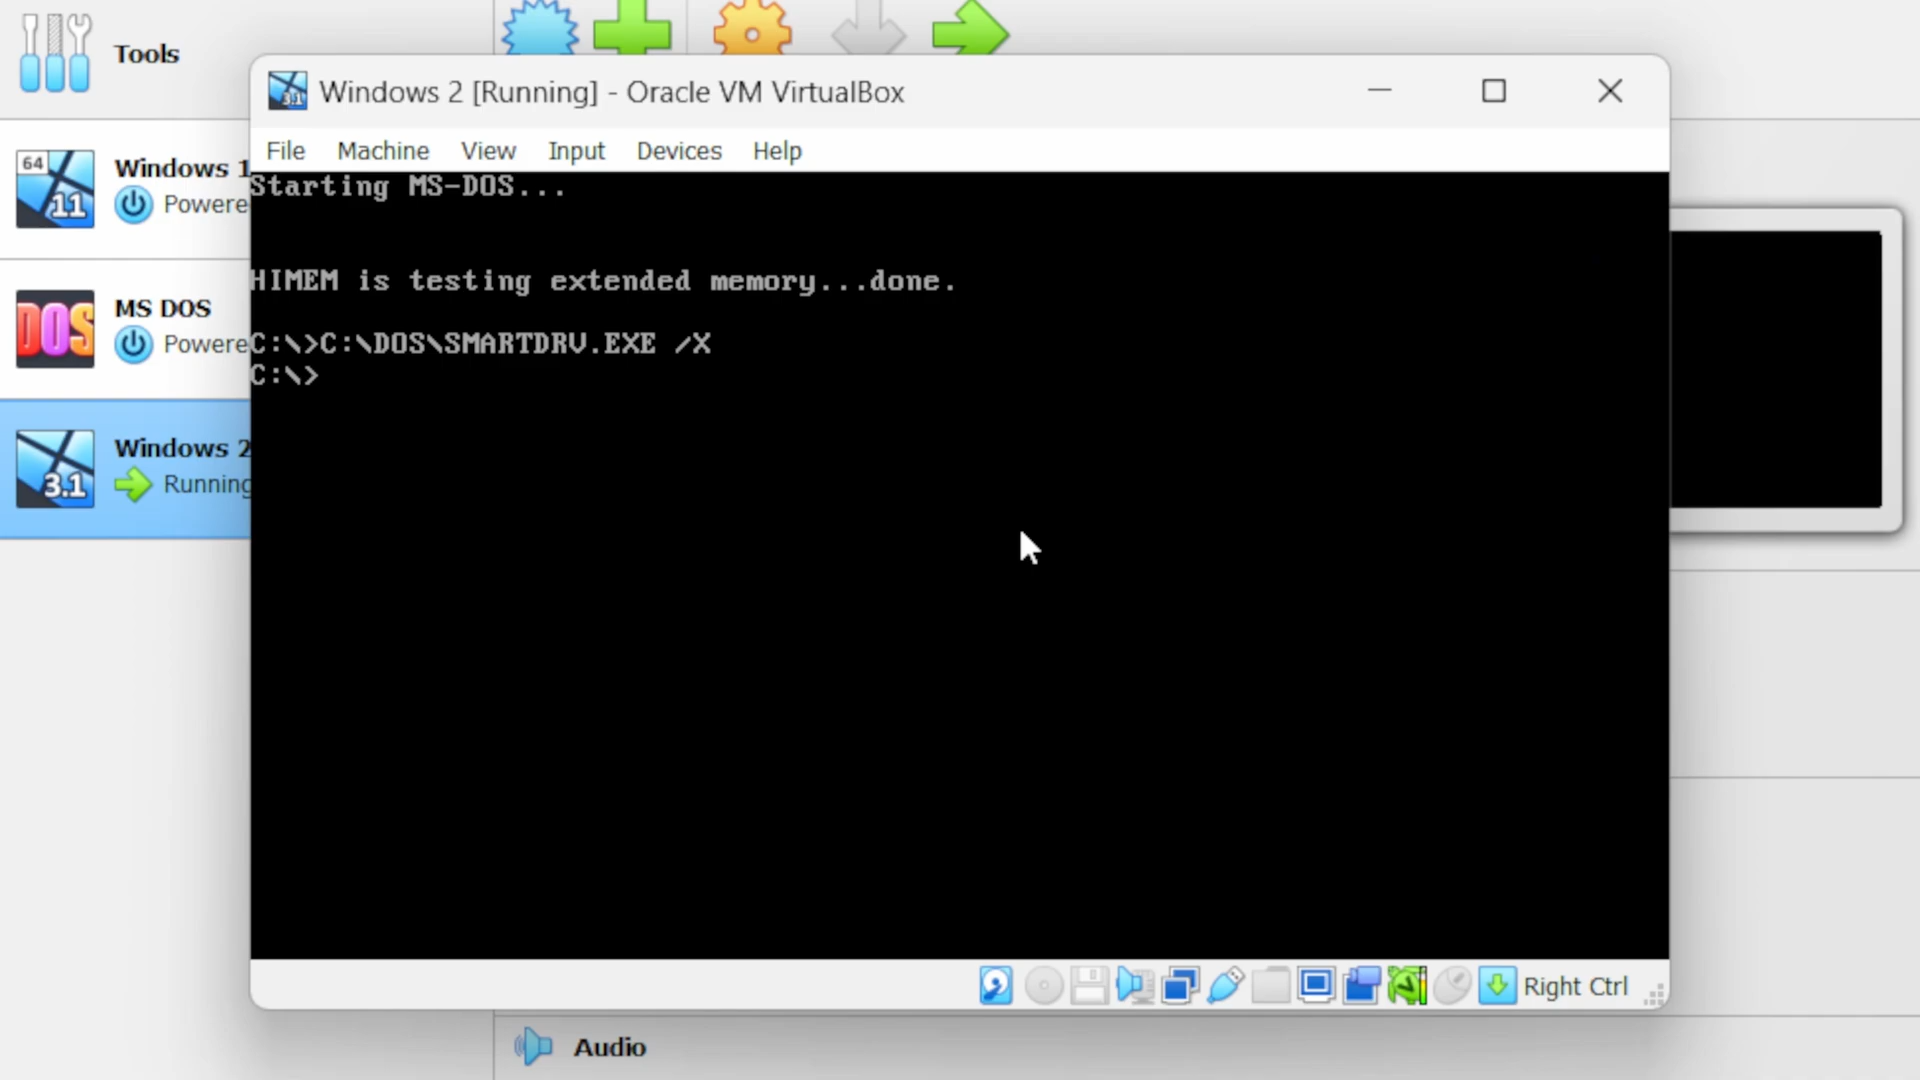 Tools
Windows 2 [Running] - Oracle VM VirtualBox
File Machine View Input Devices Help
64
11
Windows 1
Powere
DOS
MS DOS
Powere
3.1
Windows 2
Running
Starting MS-DOS...
HIMEM is testing extended memory...done.
C:\>C:\DOS\SMARTDRV.EXE /X
C:\>
Right Ctrl
Audio